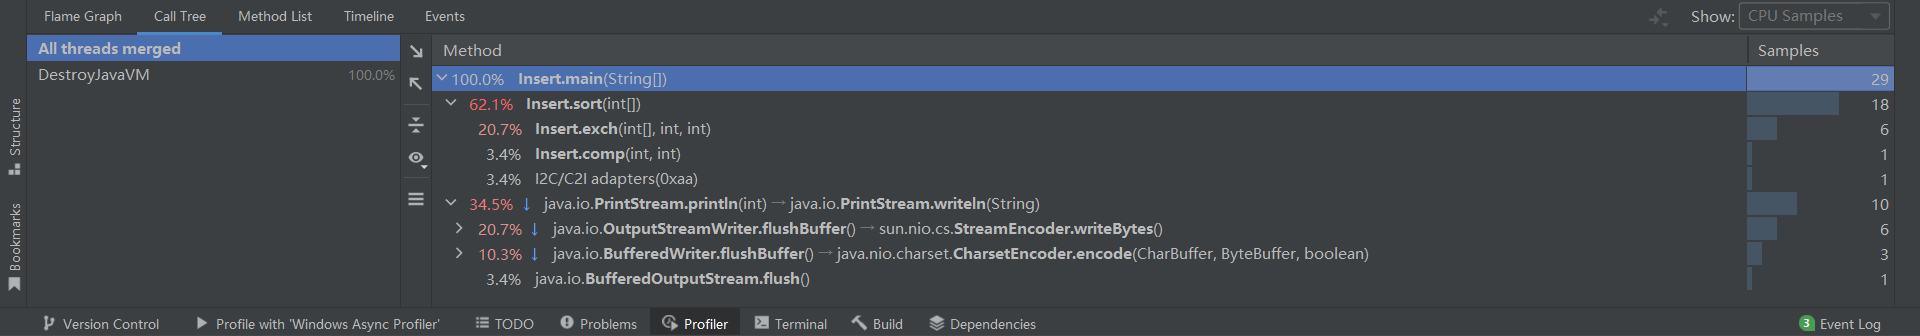 Flame Graph Call Tree Method List Timeline Events Show: CPU Samples
All threads merged Method Samples
DestroyJavaVM 100.0%
100.0% Insert.main(String[]) 29
62.1% Insert.sort(int[]) 18
20.7% Insert.exch(int[], int, int) 6
3.4% Insert.comp(int, int) 1
3.4% I2C/C2I adapters(0xaa) 1
34.5% ↓ java.io.PrintStream.println(int) → java.io.PrintStream.writeln(String) 10
20.7% ↓ java.io.OutputStreamWriter.flushBuffer() → sun.nio.cs.StreamEncoder.writeBytes() 6
10.3% ↓ java.io.BufferedWriter.flushBuffer() → java.nio.charset.CharsetEncoder.encode(CharBuffer, ByteBuffer, boolean) 3
3.4% java.io.BufferedOutputStream.flush() 1
Structure
Bookmarks
Version Control Profile with 'Windows Async Profiler' TODO Problems Profiler Terminal Build Dependencies 3 Event Log